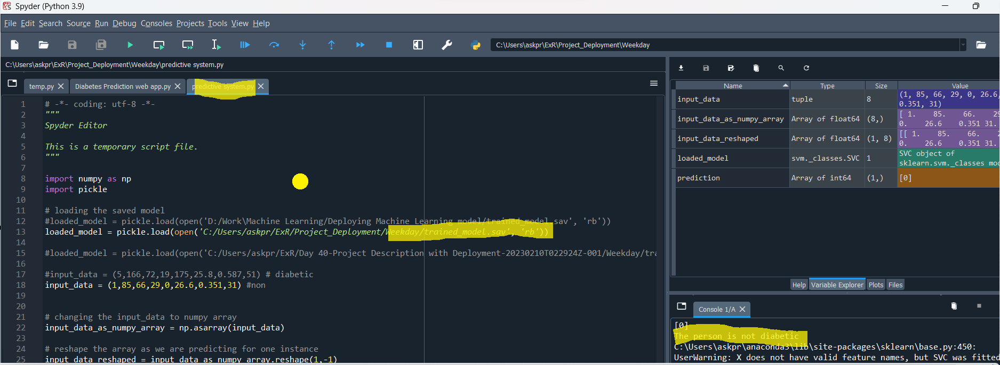 Spyder (Python 3.9)
File Edit Search Source Run Debug Consoles Projects Tools View Help
C:\Users\askpr\ExR\Project_Deployment\Weekday
C:\Users\askpr\ExR\Project_Deployment\Weekday\predictive system.py
temp.py Diabetes Prediction web app.py predictive system.py
1 # -*- coding: utf-8 -*-
2 """
3 Spyder Editor
4
5 This is a temporary script file.
6 """
7
8 import numpy as np
9 import pickle
10
11 # loading the saved model
12 #loaded_model = pickle.load(open('D:/Work\Machine Learning/Deploying Machine Learning model/trained_model.sav', 'rb'))
13 loaded_model = pickle.load(open('C:/Users/askpr/ExR/Project_Deployment/Weekday/trained_model.sav', 'rb'))
14
15 #loaded_model = pickle.load(open('C:/Users/askpr/ExR/Day 40-Project Description with Deployment-20230210T022924Z-001/Weekday/tra
16
17 #input_data = (5,166,72,19,175,25.8,0.587,51) # diabetic
18 input_data = (1,85,66,29,0,26.6,0.351,31) #non
19
20
21 # changing the input_data to numpy array
22 input_data_as_numpy_array = np.asarray(input_data)
23
24 # reshape the array as we are predicting for one instance
25 input_data_reshaped = input_data_as_numpy_array.reshape(1,-1)
Name Type Size Value
input_data tuple 8 (1, 85, 66, 29, 0, 26.6,
0.351, 31)
input_data_as_numpy_array Array of float64 (8,) [ 1. 85. 66. 29
0. 26.6 0.351 31.
input_data_reshaped Array of float64 (1, 8) [[ 1. 85. 66. 2
0. 26.6 0.351 31.
loaded_model svm._classes.SVC 1 SVC object of
sklearn.svm._classes mod
prediction Array of int64 (1,) [0]
Help Variable Explorer Plots Files
Console 1/A
[0]
The person is not diabetic
C:\Users\askpr\anaconda3\lib\site-packages\sklearn\base.py:450:
UserWarning: X does not have valid feature names, but SVC was fitted